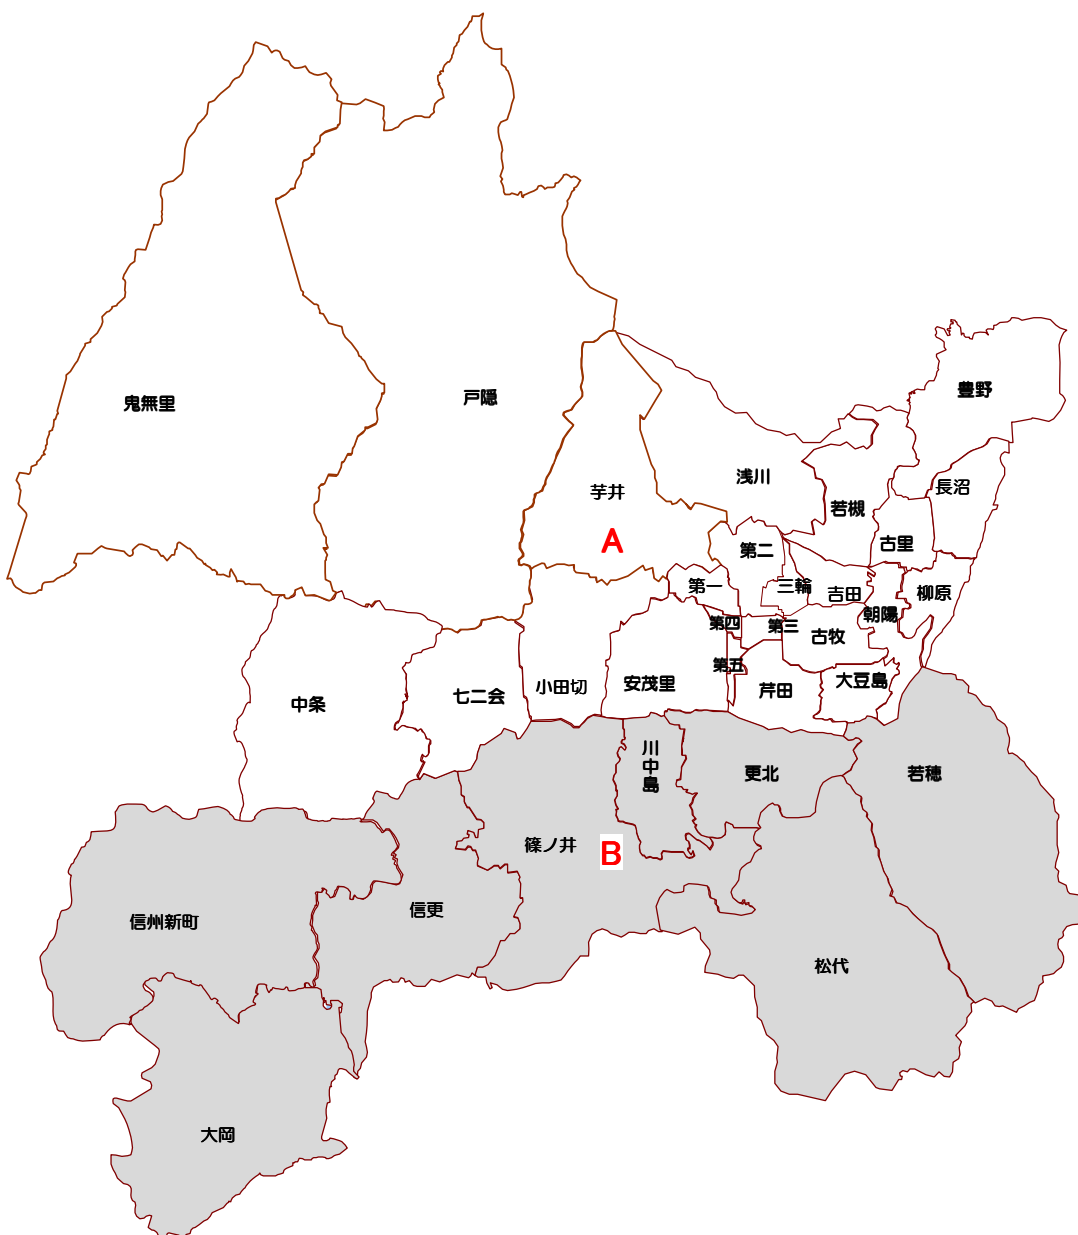 豊野
鬼無里
戸隠
浅川
長沼
芋井
若槻
A
第二
古里
第一
三輪
吉田
柳原
朝陽
第四
第三
古牧
第五
小田切
安茂里
芹田
大豆島
中条
七二会
川中島
更北
若穂
篠ノ井
B
信州新町
信更
松代
大岡